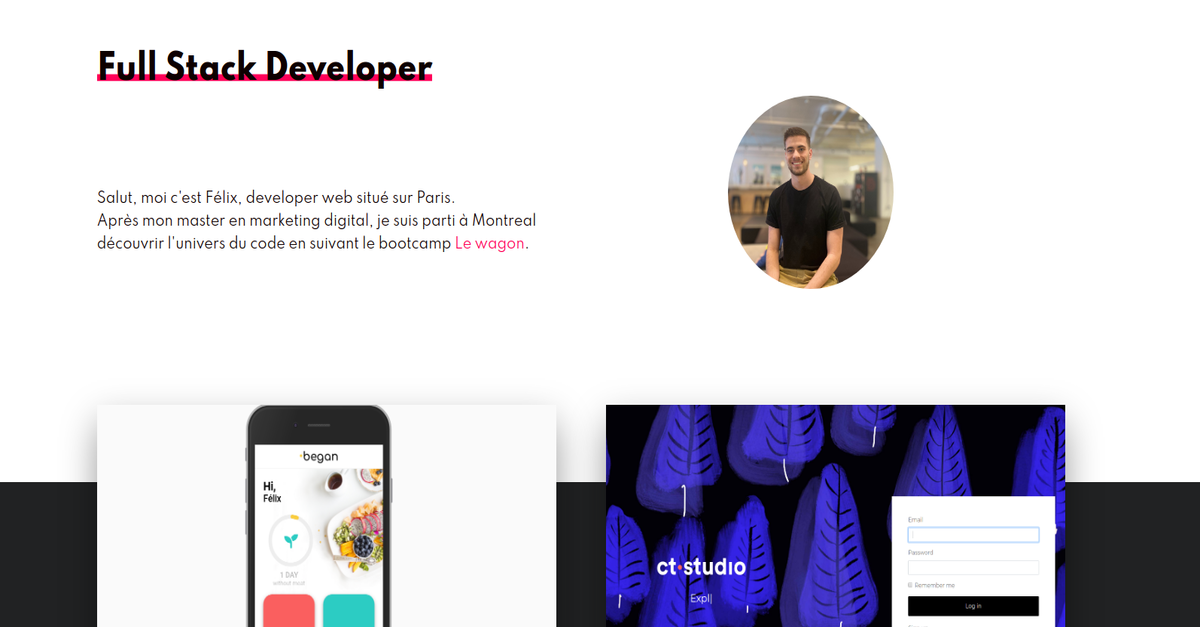 Full Stack Developer
Salut, moi c'est Félix, developer web situé sur Paris.
Après mon master en marketing digital, je suis parti à Montreal
découvrir l'univers du code en suivant le bootcamp Le wagon.
began
Hi,
Félix
1 DAY
without meat
ct·studio
Expl|
Email
Password
Remember me
Log in